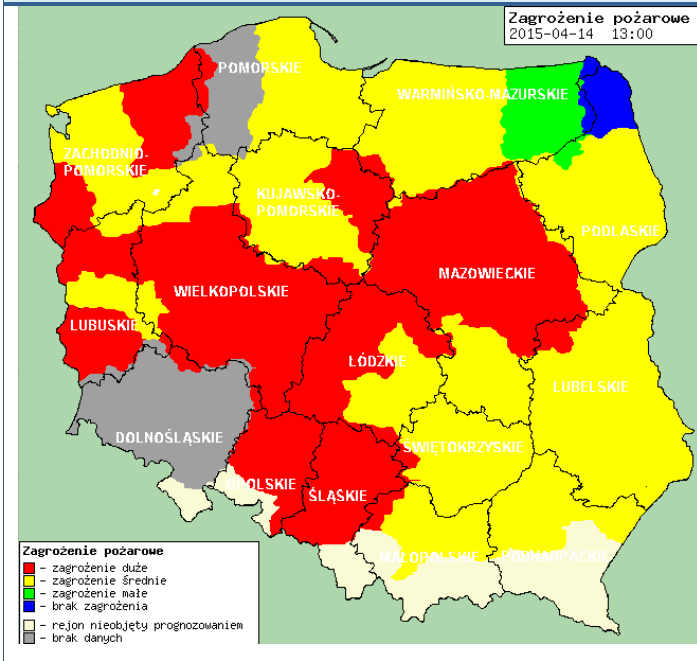 Zagrożenie pożarowe
2015-04-14 13:00
POMORSKIE
WARMIŃSKO-MAZURSKIE
ZACHODNIO-
POMORSKIE
KUJAWSKO-
POMORSKIE
PODLASKIE
MAZOWIECKIE
WIELKOPOLSKIE
LUBUSKIE
ŁÓDZKIE
LUBELSKIE
DOLNOŚLĄSKIE
ŚWIĘTOKRZYSKIE
OPOLSKIE
ŚLĄSKIE
MAŁOPOLSKIE
PODKARPACKIE
Zagrożenie pożarowe
- zagrożenie duże
- zagrożenie średnie
- zagrożenie małe
- brak zagrożenia
- rejon nieobjęty prognozowaniem
- brak danych